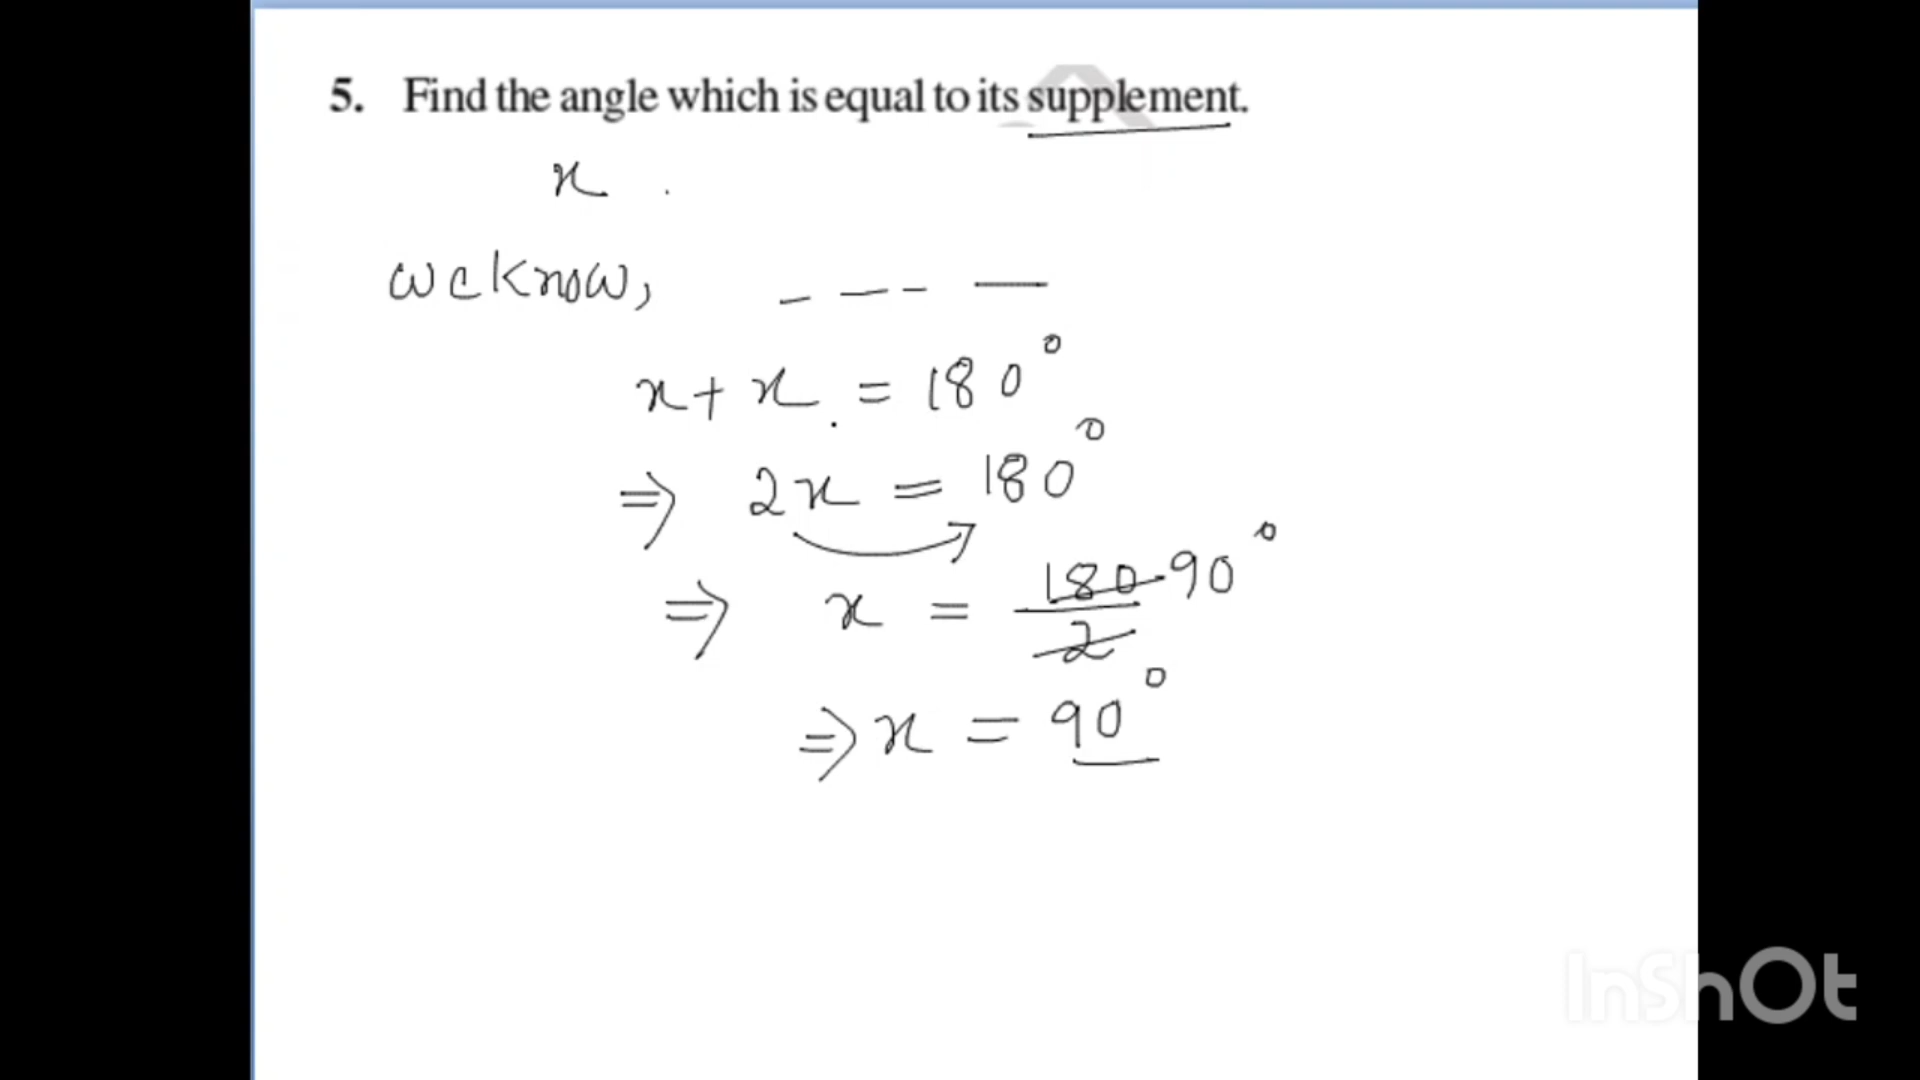 5. Find the angle which is equal to its supplement.
x .
we know, _ _ _ _
x + x = 180°
⇒ 2x = 180°
⇒ x = 180/2 90°
⇒ x = 90°
InShOt